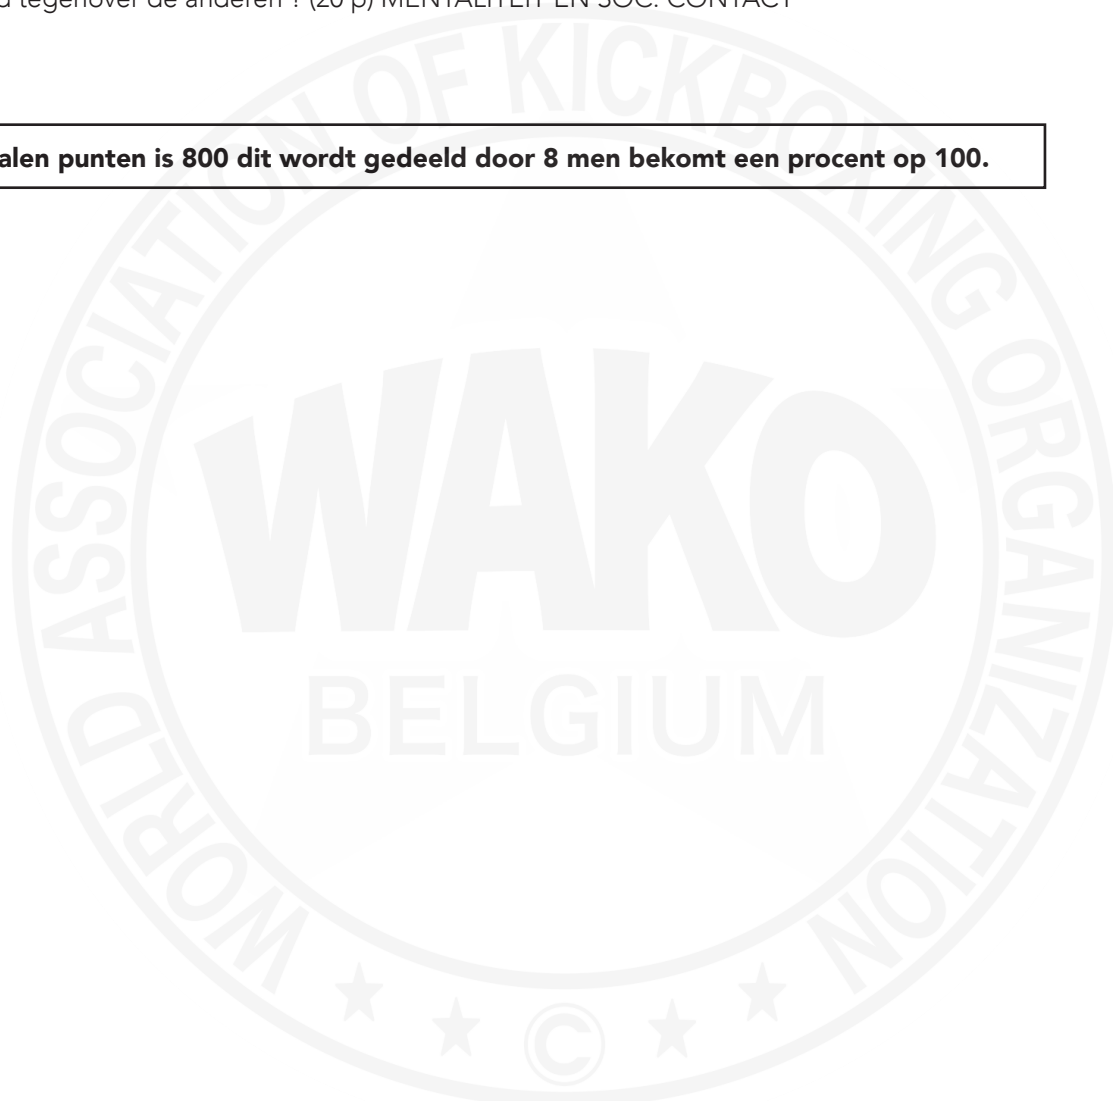 tegenover de anderen ? (20 p) MENTALITEIT EN SOC. CONTACT
alen punten is 800 dit wordt gedeeld door 8 men bekomt een procent op 100.
WORLD ASSOCIATION OF KICKBOXING ORGANIZATION
WAKO
BELGIUM
©